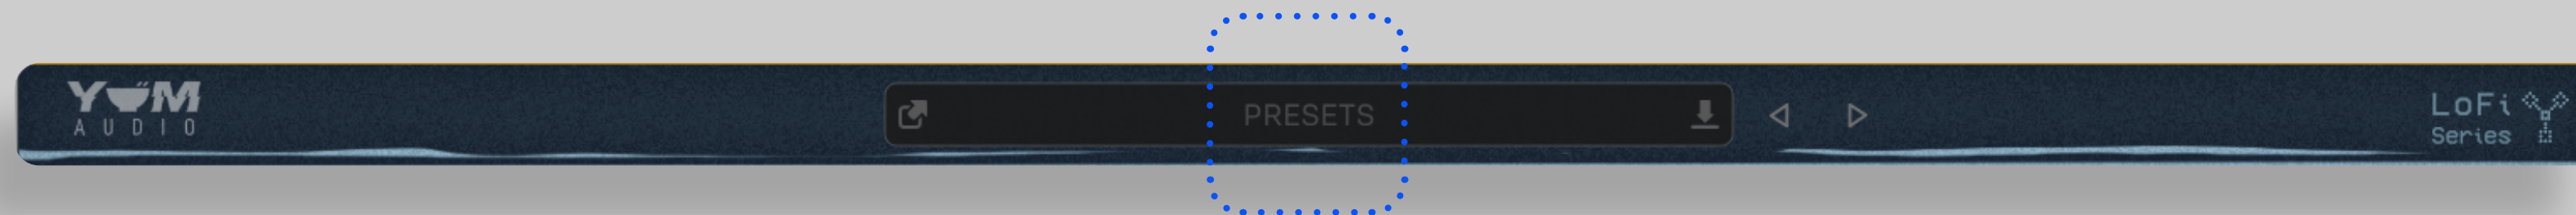 YUM
AUDIO
PRESETS
LoFi
Series